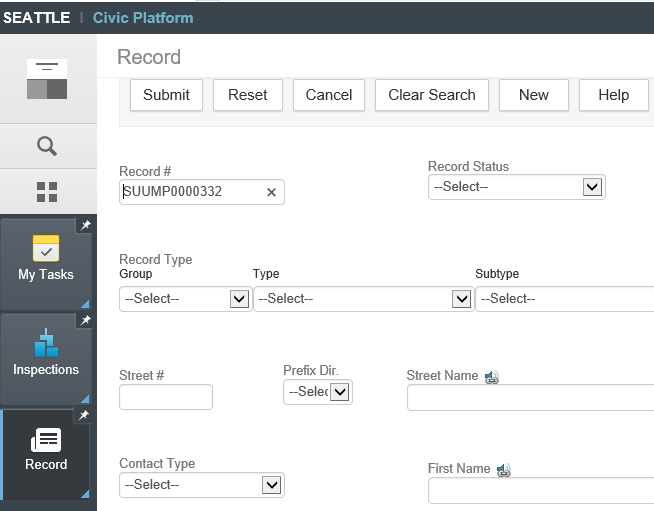 SEATTLE | Civic Platform
Record
Submit Reset Cancel Clear Search New Help
Record #
Record Status
SUUMP0000332 ×
--Select--
Record Type
Group Type Subtype
--Select-- --Select-- --Select--
My Tasks
Inspections
Record
Street # Prefix Dir. Street Name
--Selec
Contact Type First Name
--Select--